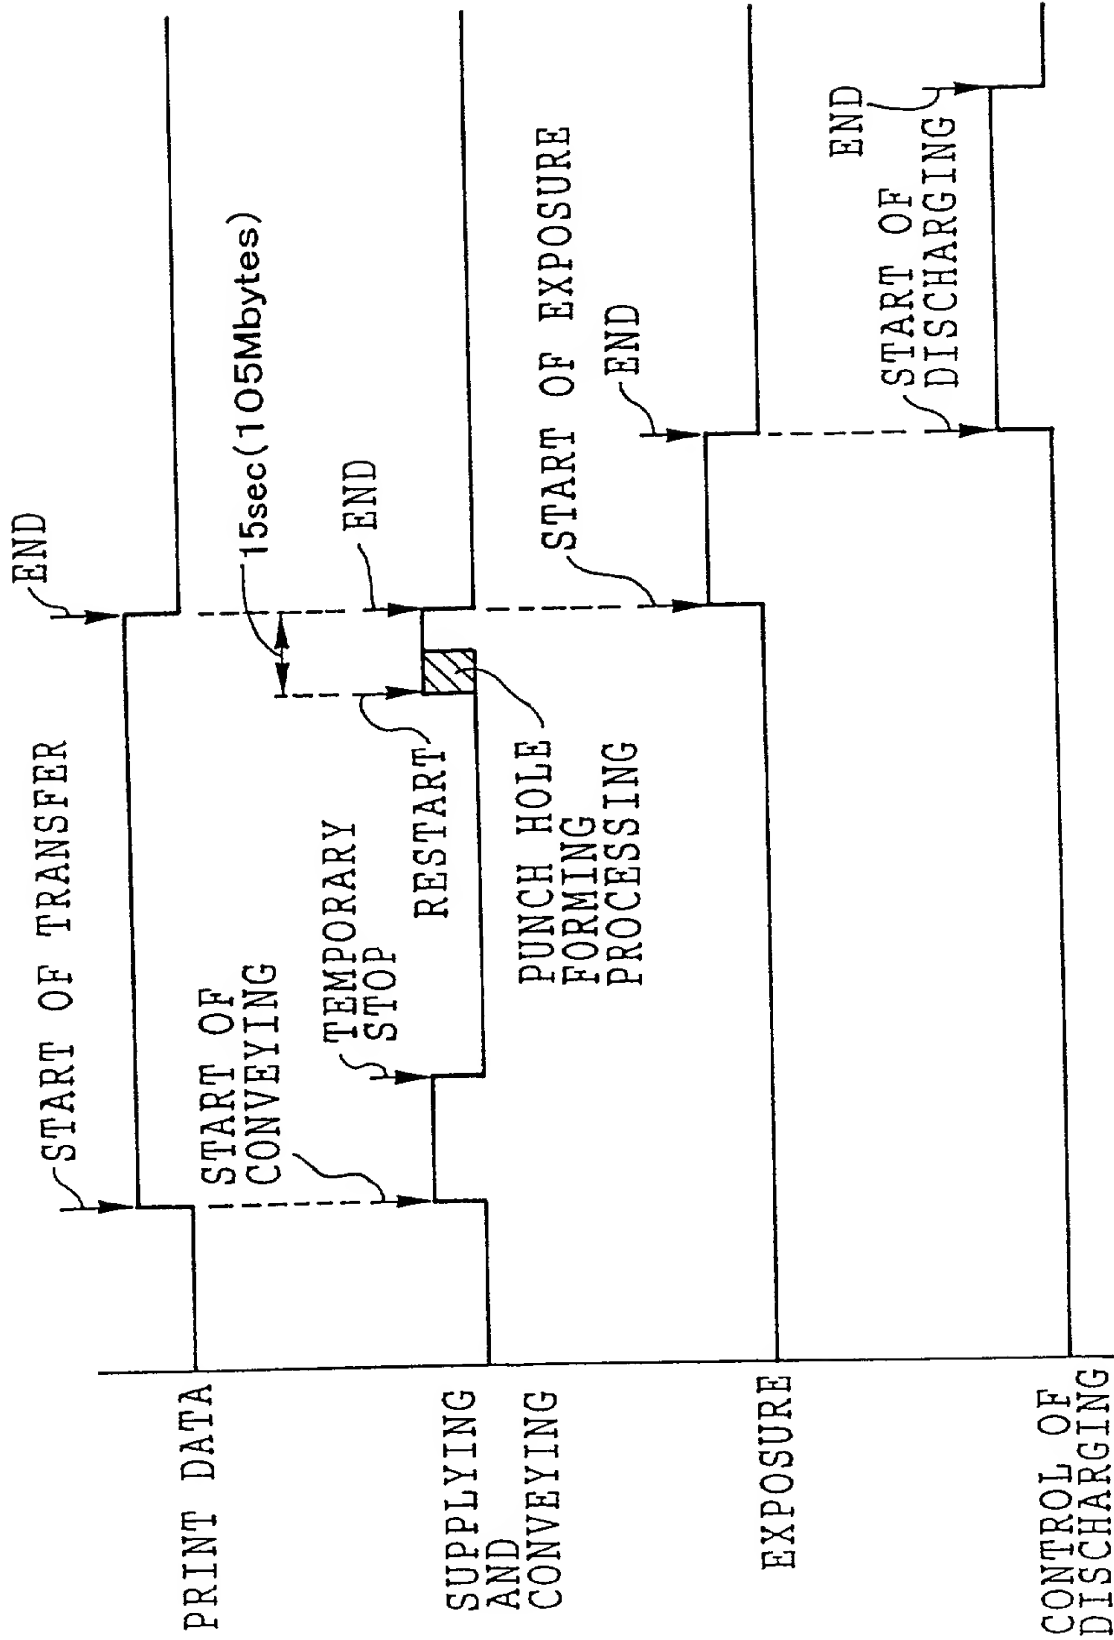 PRINT DATA
START OF TRANSFER
END
15sec(105Mbytes)
SUPPLYING
AND
CONVEYING
START OF
CONVEYING
TEMPORARY
STOP
RESTART
END
PUNCH HOLE
FORMING
PROCESSING
EXPOSURE
START OF EXPOSURE
END
CONTROL OF
DISCHARGING
START OF
DISCHARGING
END